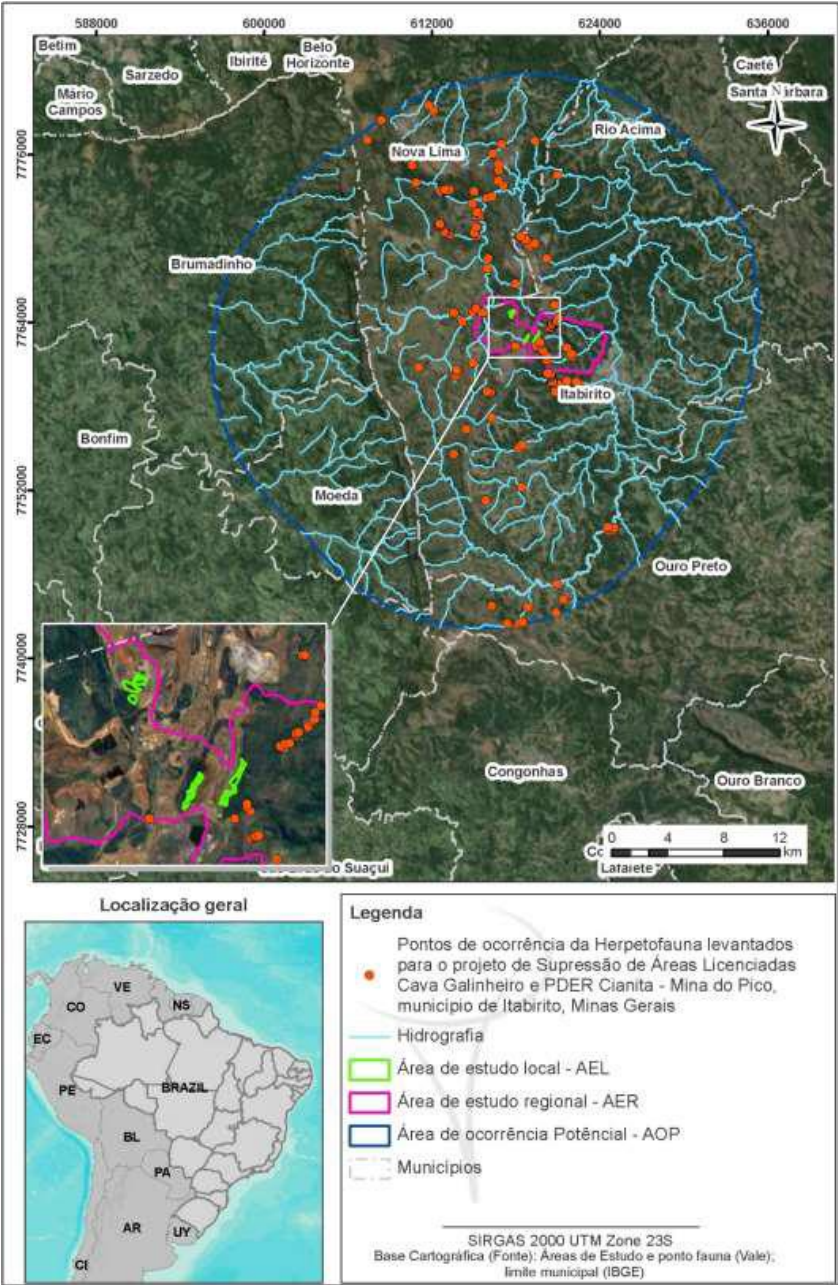 588000
600000
612000
624000
636000
Betim
Ibirité
Belo
Horizonte
Sarzedo
Caeté
Mário
Campos
Santa
N
rbara
Rio Acima
Nova Lima
7776000
Brumadinho
7764000
Itabirito
Bonfim
7752000
Moeda
Ouro Preto
7740000
Congonhas
Ouro Branco
7728000
0 4 8 12
km
Lafaiete
do Suaçuí
Localização geral
VE
CO
NS
EC
PE
BRAZIL
BL
PA
AR
UY
Legenda
Pontos de ocorrência da Herpetofauna levantados
para o projeto de Supressão de Áreas Licenciadas
Cava Galinheiro e PDER Cianita - Mina do Pico,
município de Itabirito, Minas Gerais
Hidrografia
Área de estudo local - AEL
Área de estudo regional - AER
Área de ocorrência Potêncial - AOP
Municípios
SIRGAS 2000 UTM Zone 23S
Base Cartográfica (Fonte): Áreas de Estudo e ponto fauna (Vale);
limite municipal (IBGE)